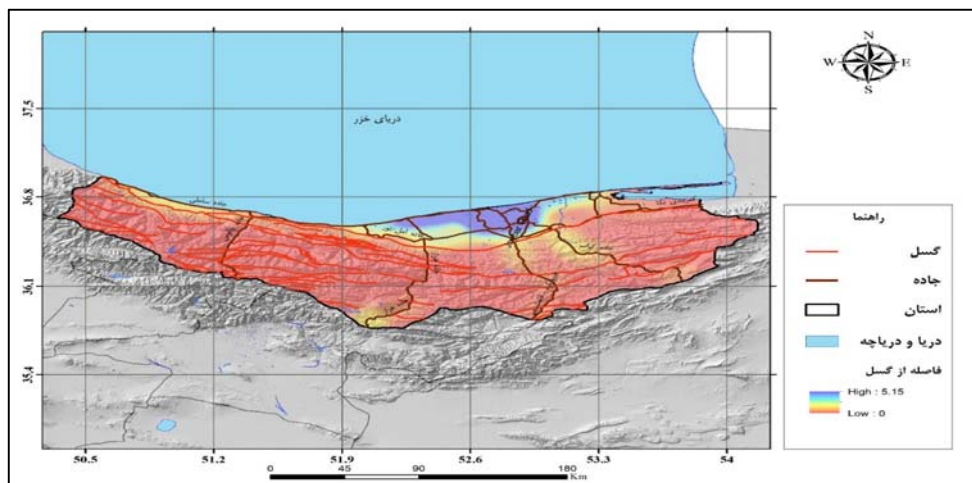 N
W E
S
37.5
36.8
36.1
35.4
دریای خزر
جاده ساحلی
راهنما
گسل
جاده
استان
دریا و دریاچه
فاصله از گسل
High : 5.15
Low : 0
50.5 51.2 51.9 52.6 53.3 54
0 45 90 180
Km